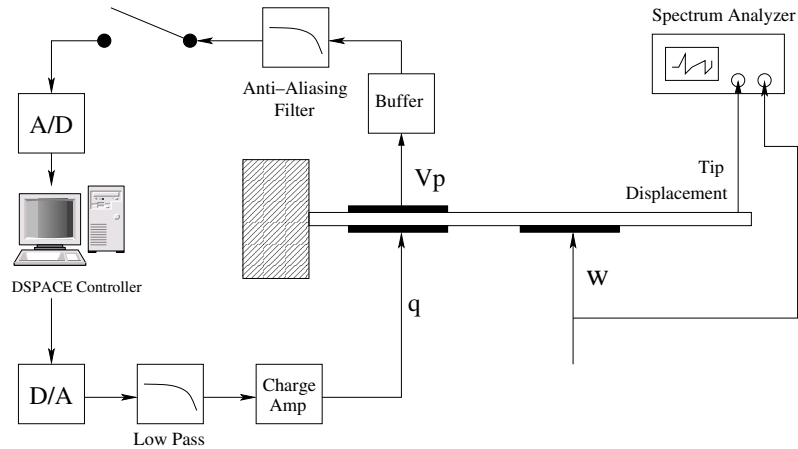 Spectrum Analyzer
Anti–Aliasing
Filter
Buffer
A/D
Vp
Tip
Displacement
DSPACE Controller
w
q
D/A
Low Pass
Charge
Amp